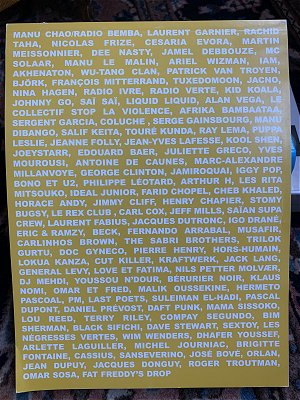 MANU CHAO/RADIO BEMBA, LAURENT GARNIER, RACHID
TAHA, NICOLAS FRIZE, CESARIA EVORA, MARTIN
MEISSONNIER, DEE NASTY, JAMEL DEBBOUZE, MC
SOLAAR, MANU LE MALIN, ARIEL WIZMAN, IAM,
AKHENATON, WU-TANG CLAN, PATRICK VAN TROYEN,
BJÖRK, FRANÇOIS MITTERRAND, TUXEDOMOON, JACNO,
NINA HAGEN, RADIO IVRE, RADIO VERTE, KID KOALA,
JOHNNY GO, SAÏ SAÏ, LIQUID LIQUID, ALAN VEGA, LE
COLLECTIF STOP LA VIOLENCE, AFRIKA BAMBAATAA,
SERGENT GARCIA, COLUCHE, SERGE GAINSBOURG, MANU
DIBANGO, SALIF KEITA, TOURÉ KUNDA, RAY LEMA, PUPPA
LESLIE, JEANNE FOLLY, JEAN-YVES LAFESSE, KOOL SHEN,
JOEYSTARR, EDOUARD BAER, JULIETTE GRECO, YVES
MOUROUSI, ANTOINE DE CAUNES, MARC-ALEXANDRE
MILLANVOYE, GEORGE CLINTON, JAMIROQUAI, IGGY POP,
BONO ET U2, PHILIPPE LÉOTARD, ARTHUR H, LES RITA
MITSOUKO, IDEAL JUNIOR, FARID CHOPEL, CHEB KHALED,
HORACE ANDY, JIMMY CLIFF, HENRY CHAPIER, STOMY
BUGSY, LE REX CLUB, CARL COX, JEFF MILLS, SAÏAN SUPA
CREW, LAURENT FABIUS, JACQUES DUTRONC, IGO DRANÉ,
ERIC & RAMZY, BECK, FERNANDO ARRABAL, MUSAFIR,
CARLINHOS BROWN, THE SABRI BROTHERS, TRILOK
GURTU, DOC GYNECO, PIERRE HENRY, HORS-HUMAIN,
LOKUA KANZA, CUT KILLER, KRAFTWERK, JACK LANG,
GENERAL LEVY, LOVE ET FATIMA, NILS PETTER MOLVÆR,
DJ MEHDI, YOUSSOU N'DOUR, BÉRURIER NOIR, KLAUS
NOMI, OMAR ET FRED, MALIK OUSSEKINE, HERMETO
PASCOAL, PM, LAST POETS, SULEIMAN EL-HADI, PASCAL
DUPONT, DANIEL PRÉVOST, DAFT PUNK, MAMA SISSOKO,
LOU REED, TERRY RILEY, COMPAY SEGUNDO, BIM
SHERMAN, BLACK SIFICHI, DAVE STEWART, SEXTOY, LES
NÉGRESSES VERTES, WIM WENDERS, DHAFER YOUSSEF,
ARLETTE LAGUILLER, MICHEL JOURNIAC, BRIGITTE
FONTAINE, CASSIUS, SANSEVERINO, JOSÉ BOVÉ, ORLAN,
JEAN DUPUY, JACQUES DONGUY, ROGER TROUTMAN,
OMAR SOSA, FAT FREDDY'S DROP